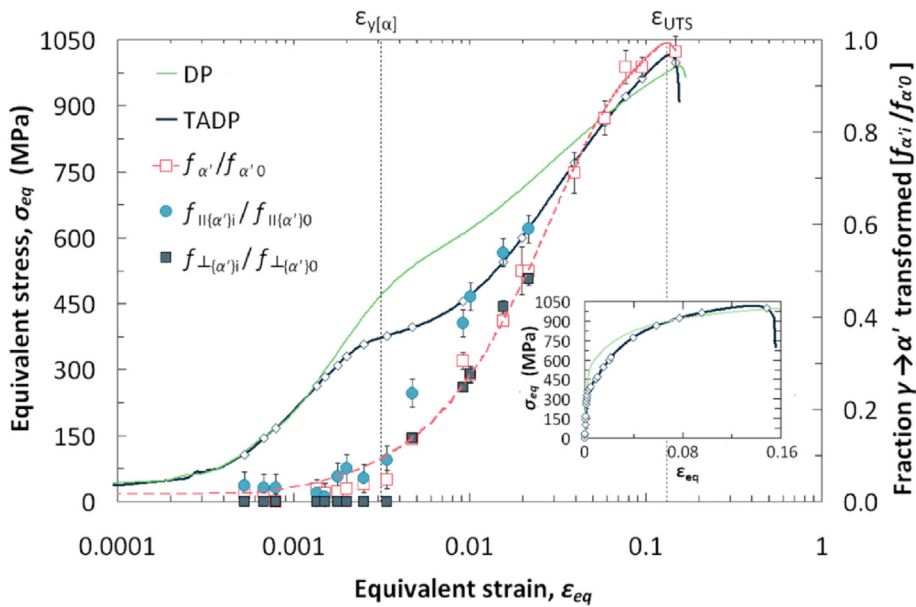 ε_y[α]
ε_UTS
1050
900
750
600
450
300
150
0
Equivalent stress, σ_eq (MPa)
DP
TADP
f_α′/f_α′0
f_∥{α′}i/f_∥{α′}0
f_⊥{α′}i/f_⊥{α′}0
1.0
0.8
0.6
0.4
0.2
0.0
Fraction γ→α′ transformed [f_α′i/f_α′0]
1050
900
750
600
450
300
150
0
σ_eq (MPa)
0
0.08
0.16
ε_eq
0.0001
0.001
0.01
0.1
1
Equivalent strain, ε_eq